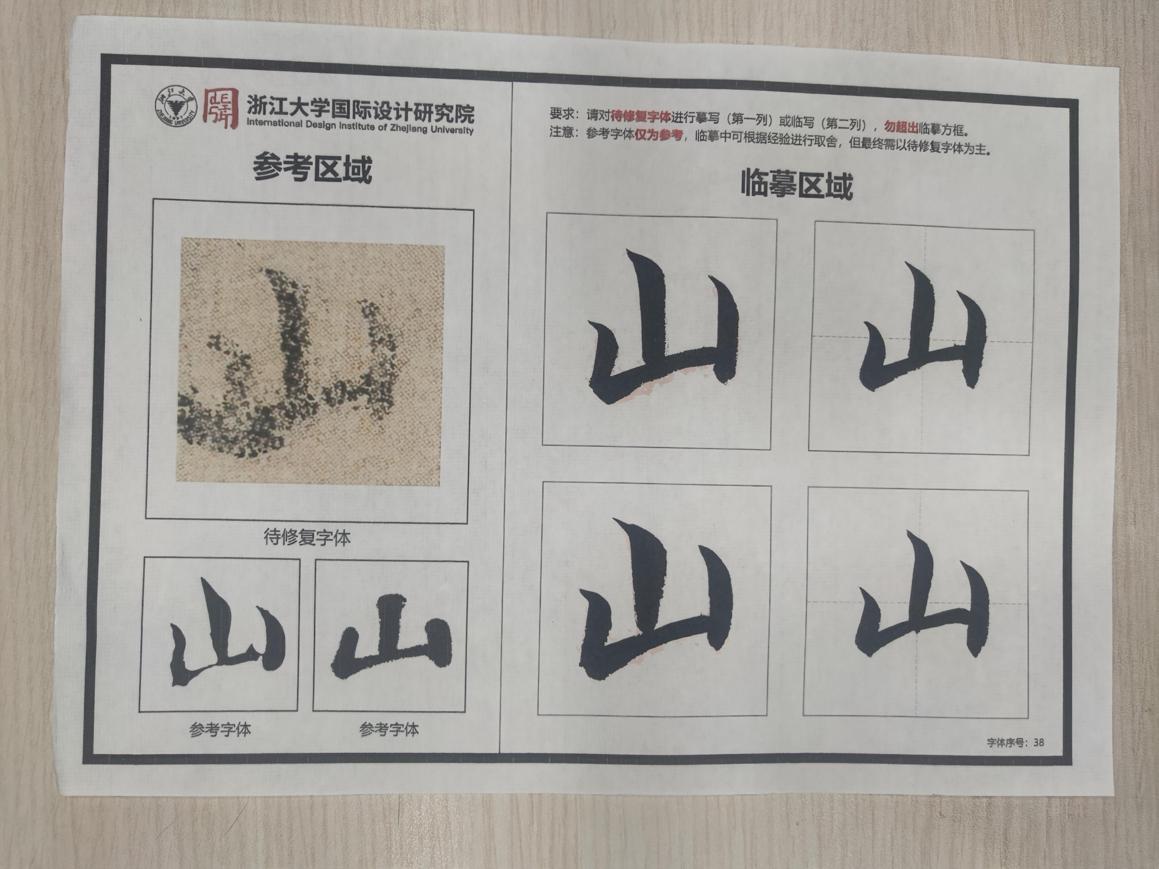 浙江大学国际设计研究院
International Design Institute of Zhejiang University
参考区域
待修复字体
山
山
参考字体
参考字体
要求：请对待修复字体进行摹写（第一列）或临写（第二列），勿超出临摹方框。
注意：参考字体仅为参考，临摹中可根据经验进行取舍，但最终需以待修复字体为主。
临摹区域
山
山
山
山
山
字体序号：38